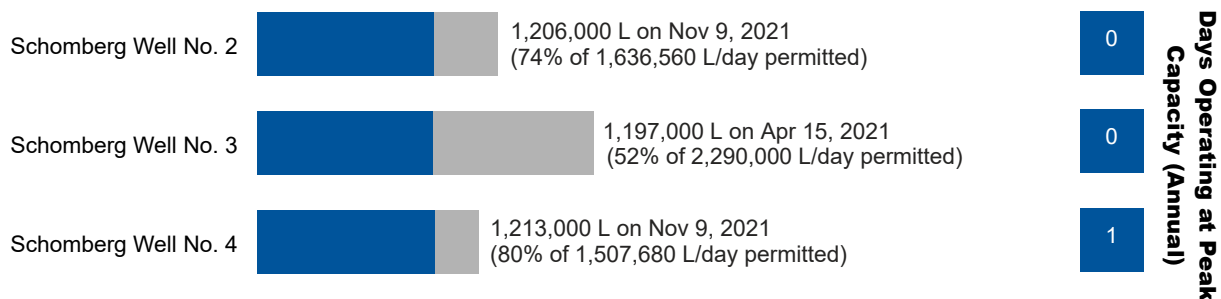 Schomberg Well No. 2
1,206,000 L on Nov 9, 2021
(74% of 1,636,560 L/day permitted)
0
Schomberg Well No. 3
1,197,000 L on Apr 15, 2021
(52% of 2,290,000 L/day permitted)
0
Schomberg Well No. 4
1,213,000 L on Nov 9, 2021
(80% of 1,507,680 L/day permitted)
1
Days Operating at Peak
Capacity (Annual)